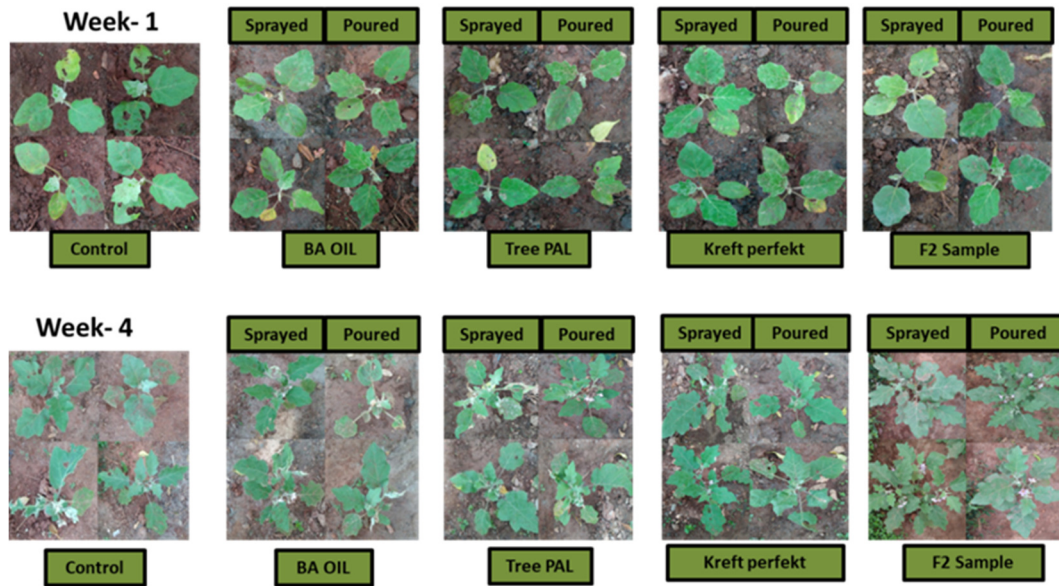 Week- 1
Sprayed Poured Sprayed Poured Sprayed Poured Sprayed Poured
Control BA OIL Tree PAL Kreft perfekt F2 Sample
Week- 4
Sprayed Poured Sprayed Poured Sprayed Poured Sprayed Poured
Control BA OIL Tree PAL Kreft perfekt F2 Sample